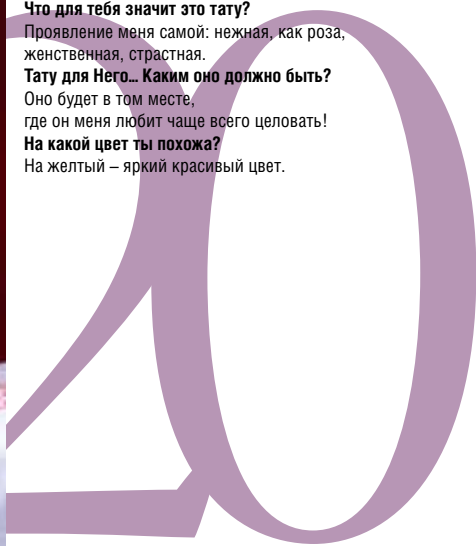 Что для тебя значит это тату?
Проявление меня самой: нежная, как роза,
женственная, страстная.
Тату для Него... Каким оно должно быть?
Оно будет в том месте,
где он меня любит чаще всего целовать!
На какой цвет ты похожа?
На желтый – яркий красивый цвет.
20